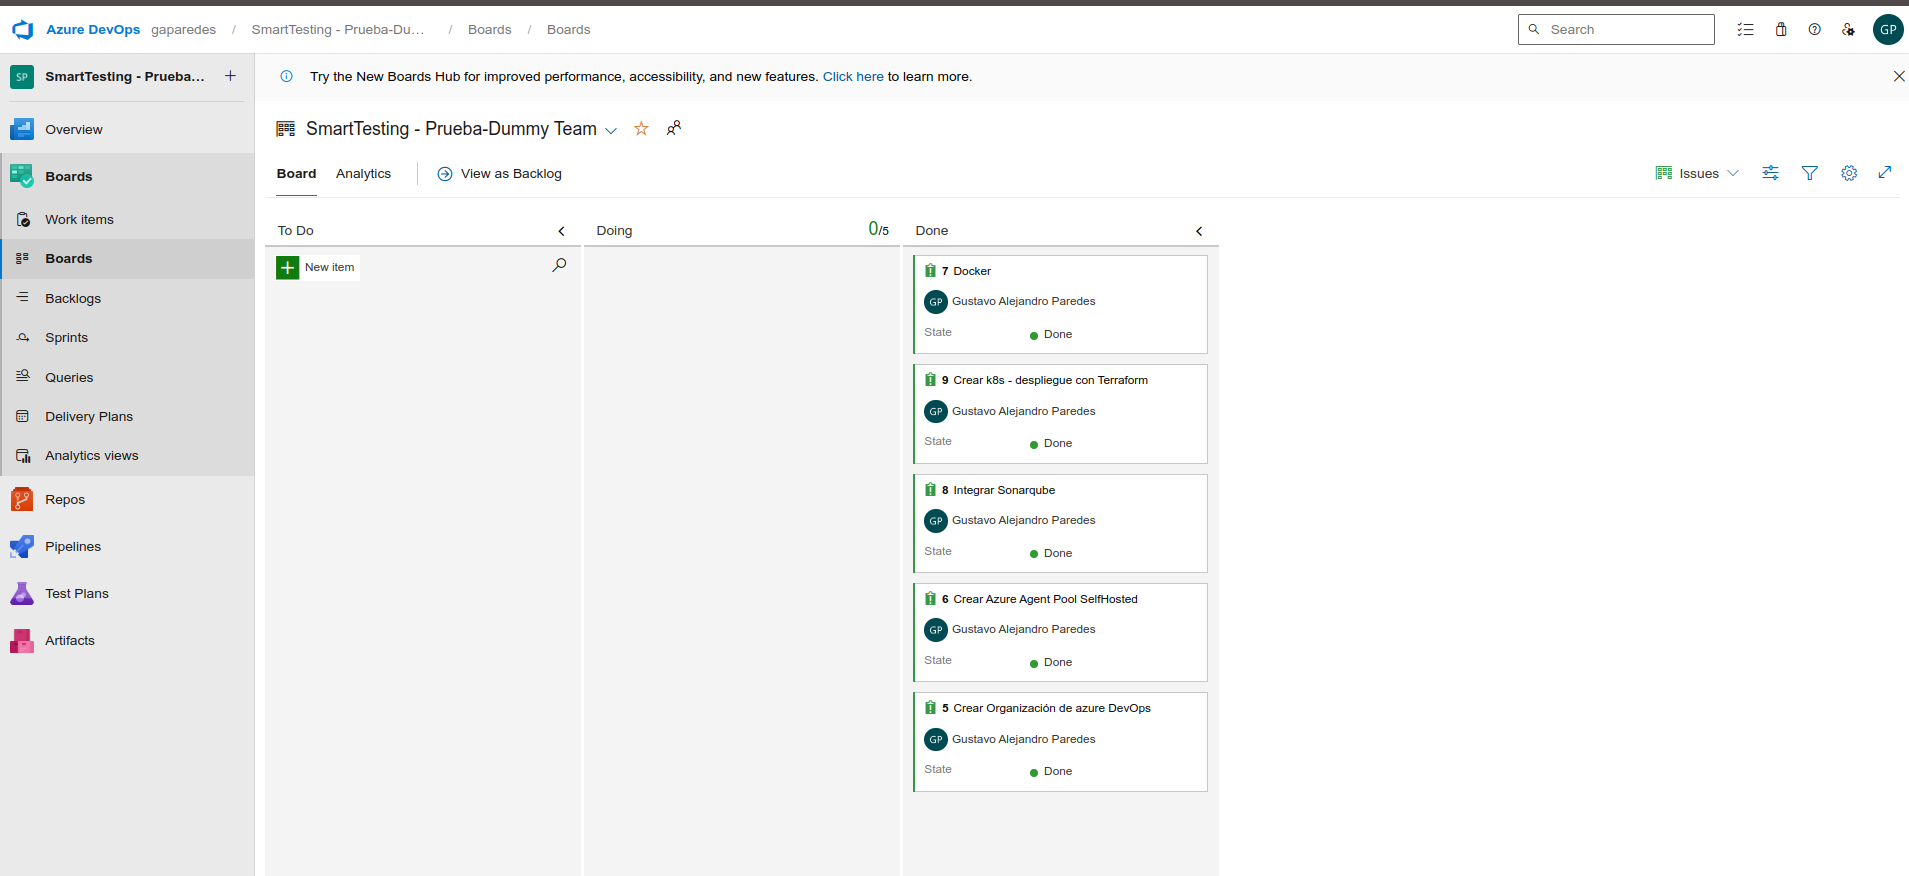 Azure DevOps gaparedes / SmartTesting - Prueba-Du... / Boards / Boards
Search
GP
SP SmartTesting - Prueba... +
Try the New Boards Hub for improved performance, accessibility, and new features. Click here to learn more.
Overview
Boards
Work items
Boards
Backlogs
Sprints
Queries
Delivery Plans
Analytics views
Repos
Pipelines
Test Plans
Artifacts
SmartTesting - Prueba-Dummy Team
Board Analytics View as Backlog
Issues
To Do
New item
Doing 0/5
Done
7 Docker
GP Gustavo Alejandro Paredes
State Done
9 Crear k8s - despliegue con Terraform
GP Gustavo Alejandro Paredes
State Done
8 Integrar Sonarqube
GP Gustavo Alejandro Paredes
State Done
6 Crear Azure Agent Pool SelfHosted
GP Gustavo Alejandro Paredes
State Done
5 Crear Organización de azure DevOps
GP Gustavo Alejandro Paredes
State Done